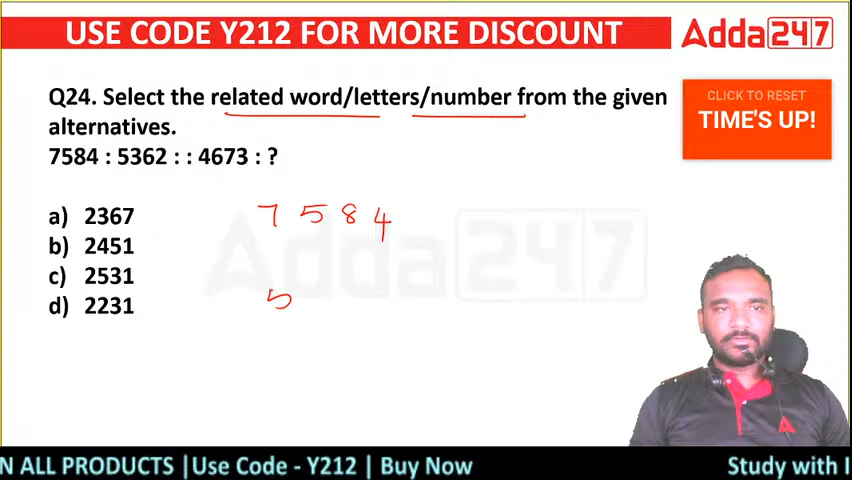 USE CODE Y212 FOR MORE DISCOUNT
Adda247
Q24. Select the related word/letters/number from the given
alternatives.
7584 : 5362 : : 4673 : ?
a) 2367
b) 2451
c) 2531
d) 2231
7 5 8 4
5
CLICK TO RESET
TIME'S UP!
Adda247
N ALL PRODUCTS |Use Code - Y212 | Buy Now
Study with I